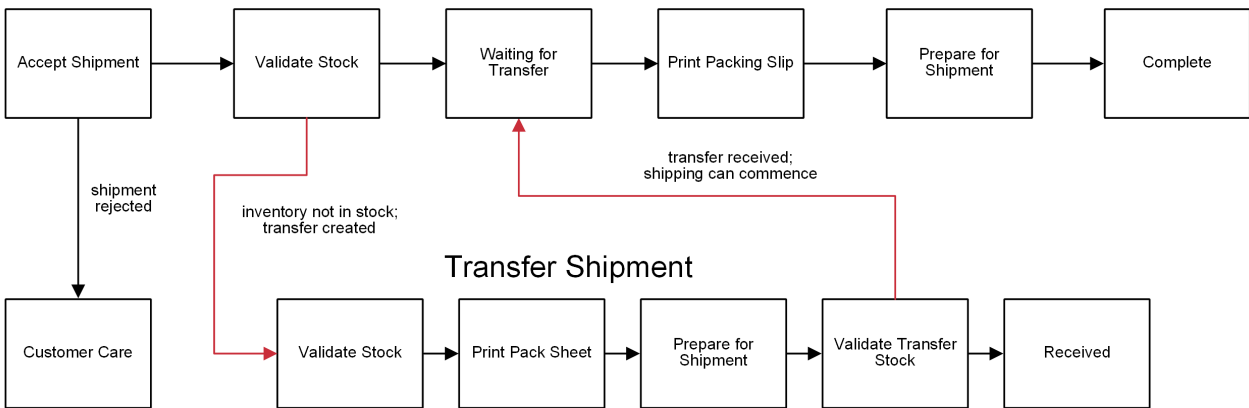 Accept Shipment
Validate Stock
Waiting for
Transfer
Print Packing Slip
Prepare for
Shipment
Complete
shipment
rejected
inventory not in stock;
transfer created
transfer received;
shipping can commence
Transfer Shipment
Customer Care
Validate Stock
Print Pack Sheet
Prepare for
Shipment
Validate Transfer
Stock
Received